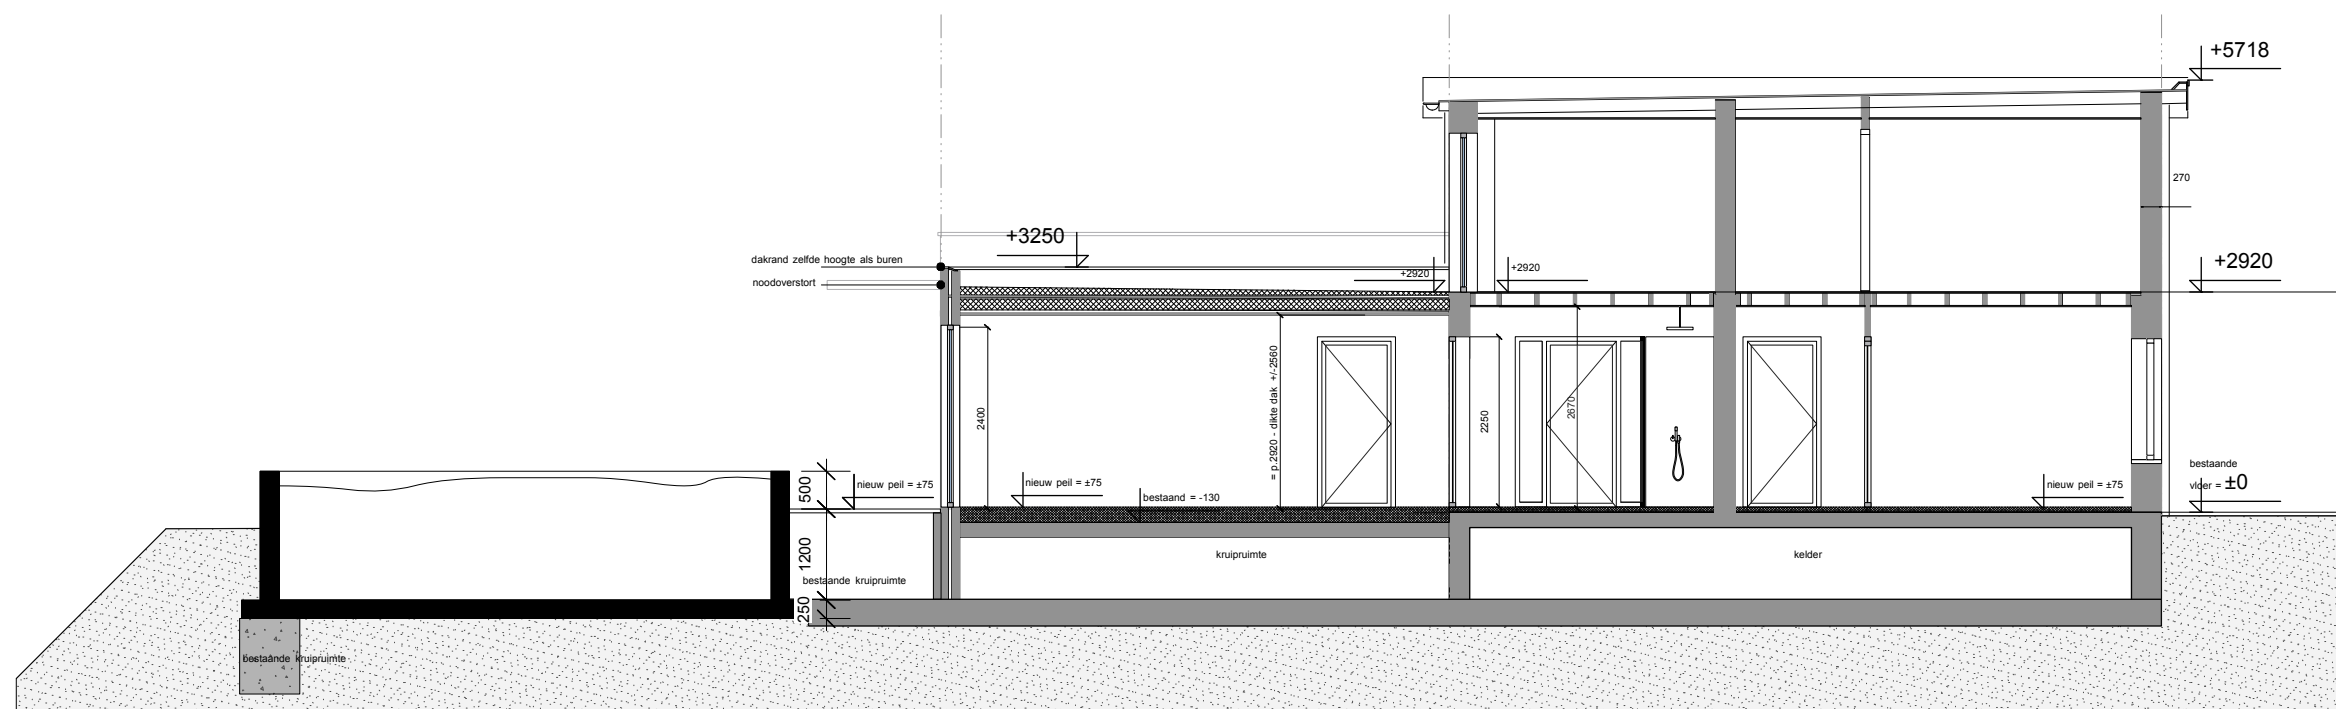 +5718
270
+3250
dakrand zelfde hoogte als buren
noodoverstort
+2920
+2920
+2920
2400
= p.2920 - dikte dak +/-2560
2250
2670
500
nieuw peil = ±75
nieuw peil = ±75
bestaand = -130
nieuw peil = ±75
bestaande
vloer = ±0
1200
bestaande kruipruimte
kruipruimte
kelder
250
bestaande kruipruimte